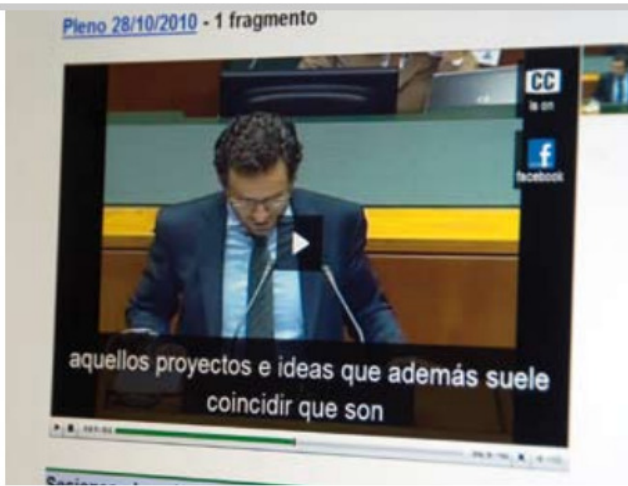 Pleno 28/10/2010 - 1 fragmento
CC
is on
facebook
aquellos proyectos e ideas que además suele
coincidir que son